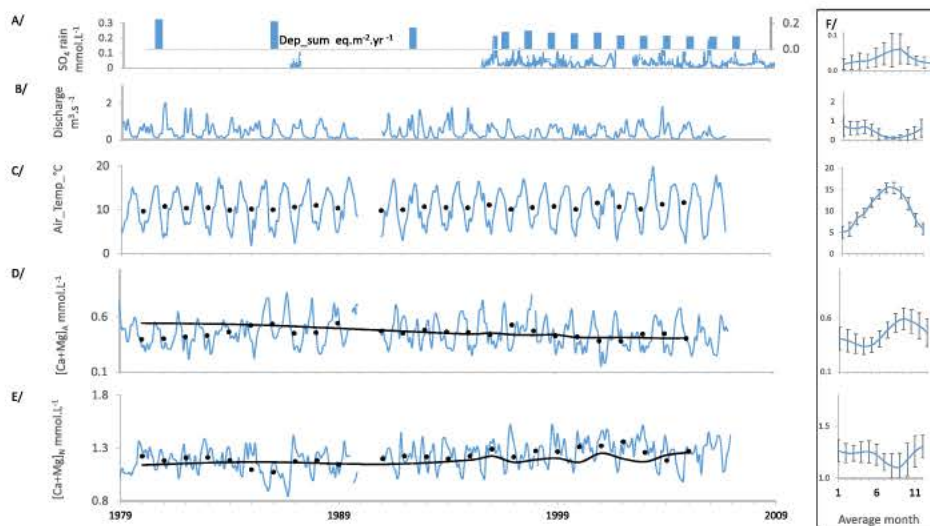 A/
SO4 rain
mmol.L-1
0.3
0.2
0.1
0
Dep_sum eq.m-2.yr-1
0.2
0.0
1979
1989
1999
2009
B/
Discharge
m3.s-1
2
0
C/
Air_Temp_°C
20
10
0
D/
[Ca+Mg]A mmol.L-1
0.6
0.1
E/
[Ca+Mg]N mmol.L-1
1.8
1.3
0.8
1979
1989
1999
2009
F/
0.1
0.0
2
1
0
20
15
10
5
0
0.6
0.1
1.5
1.0
1
6
11
Average month